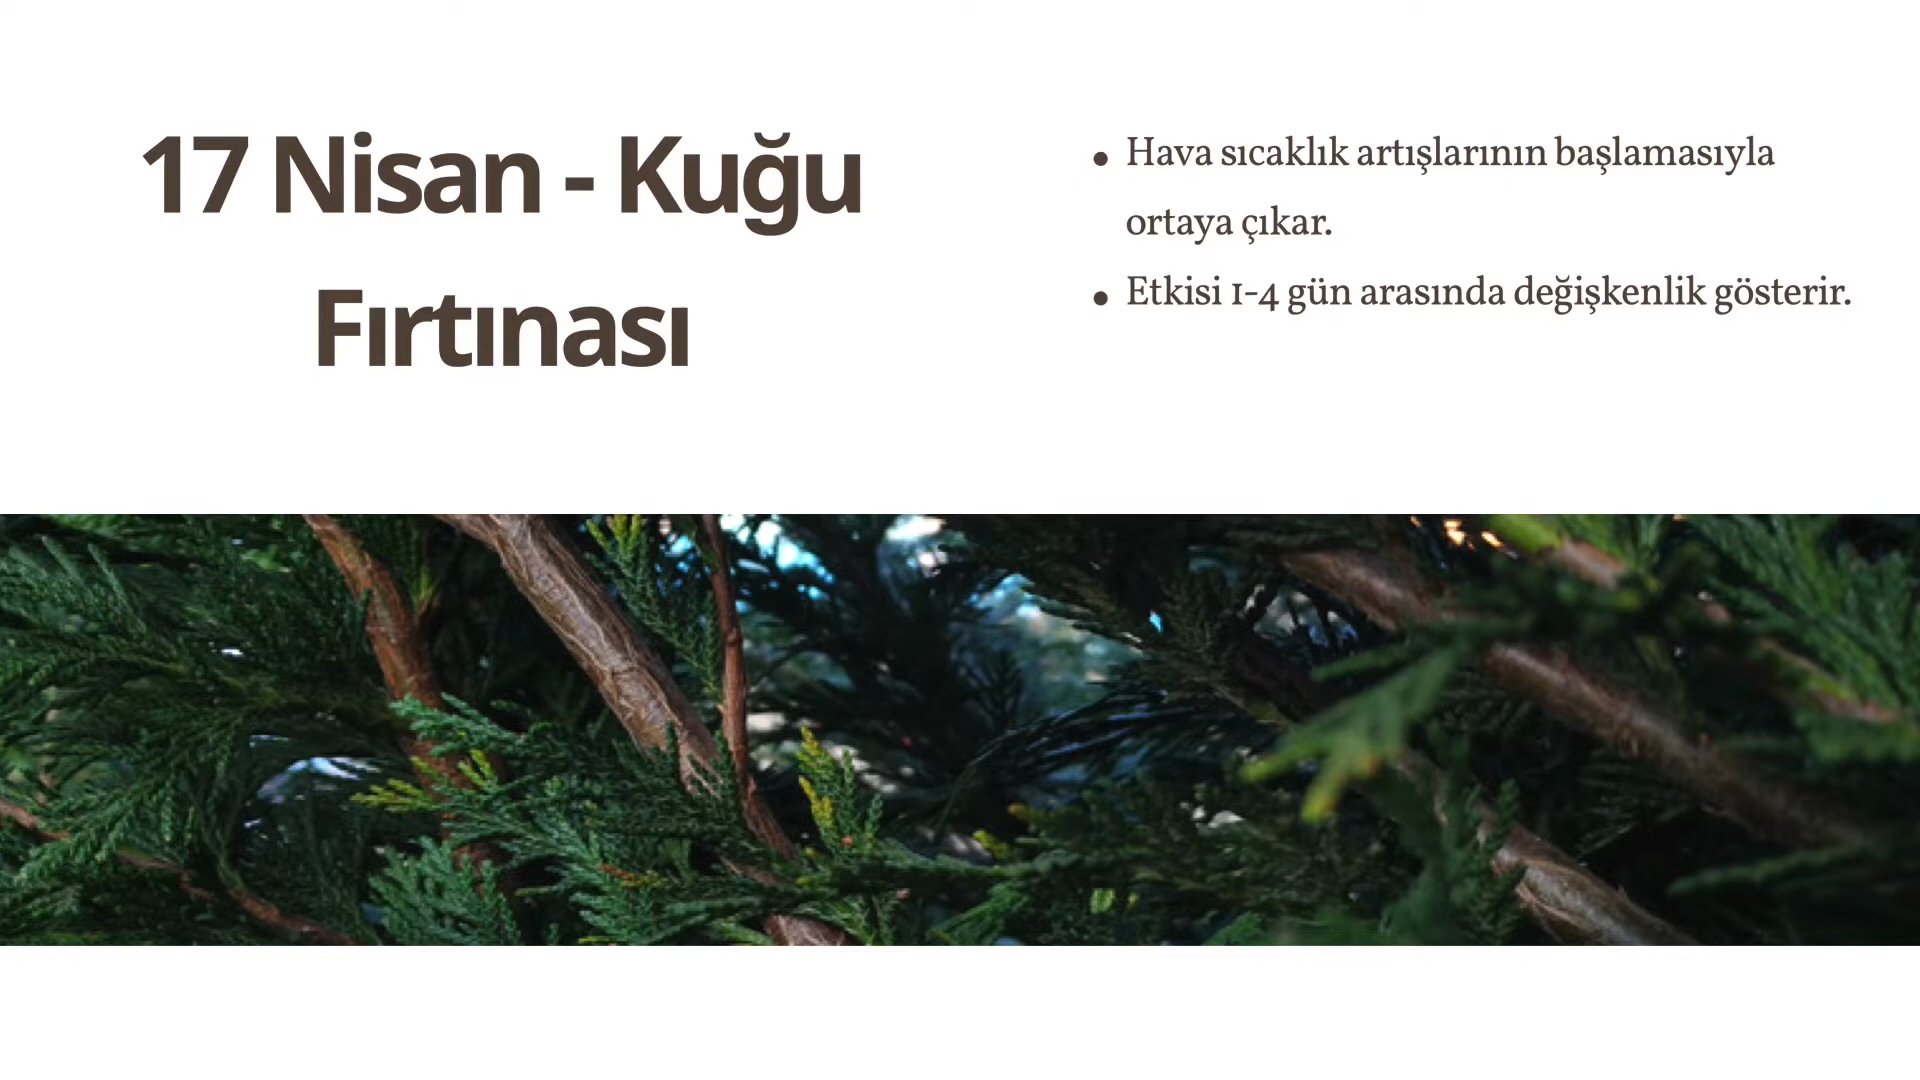 17 Nisan - Kuğu
Fırtınası
• Hava sıcaklık artışlarının başlamasıyla
ortaya çıkar.
• Etkisi 1-4 gün arasında değişkenlik gösterir.